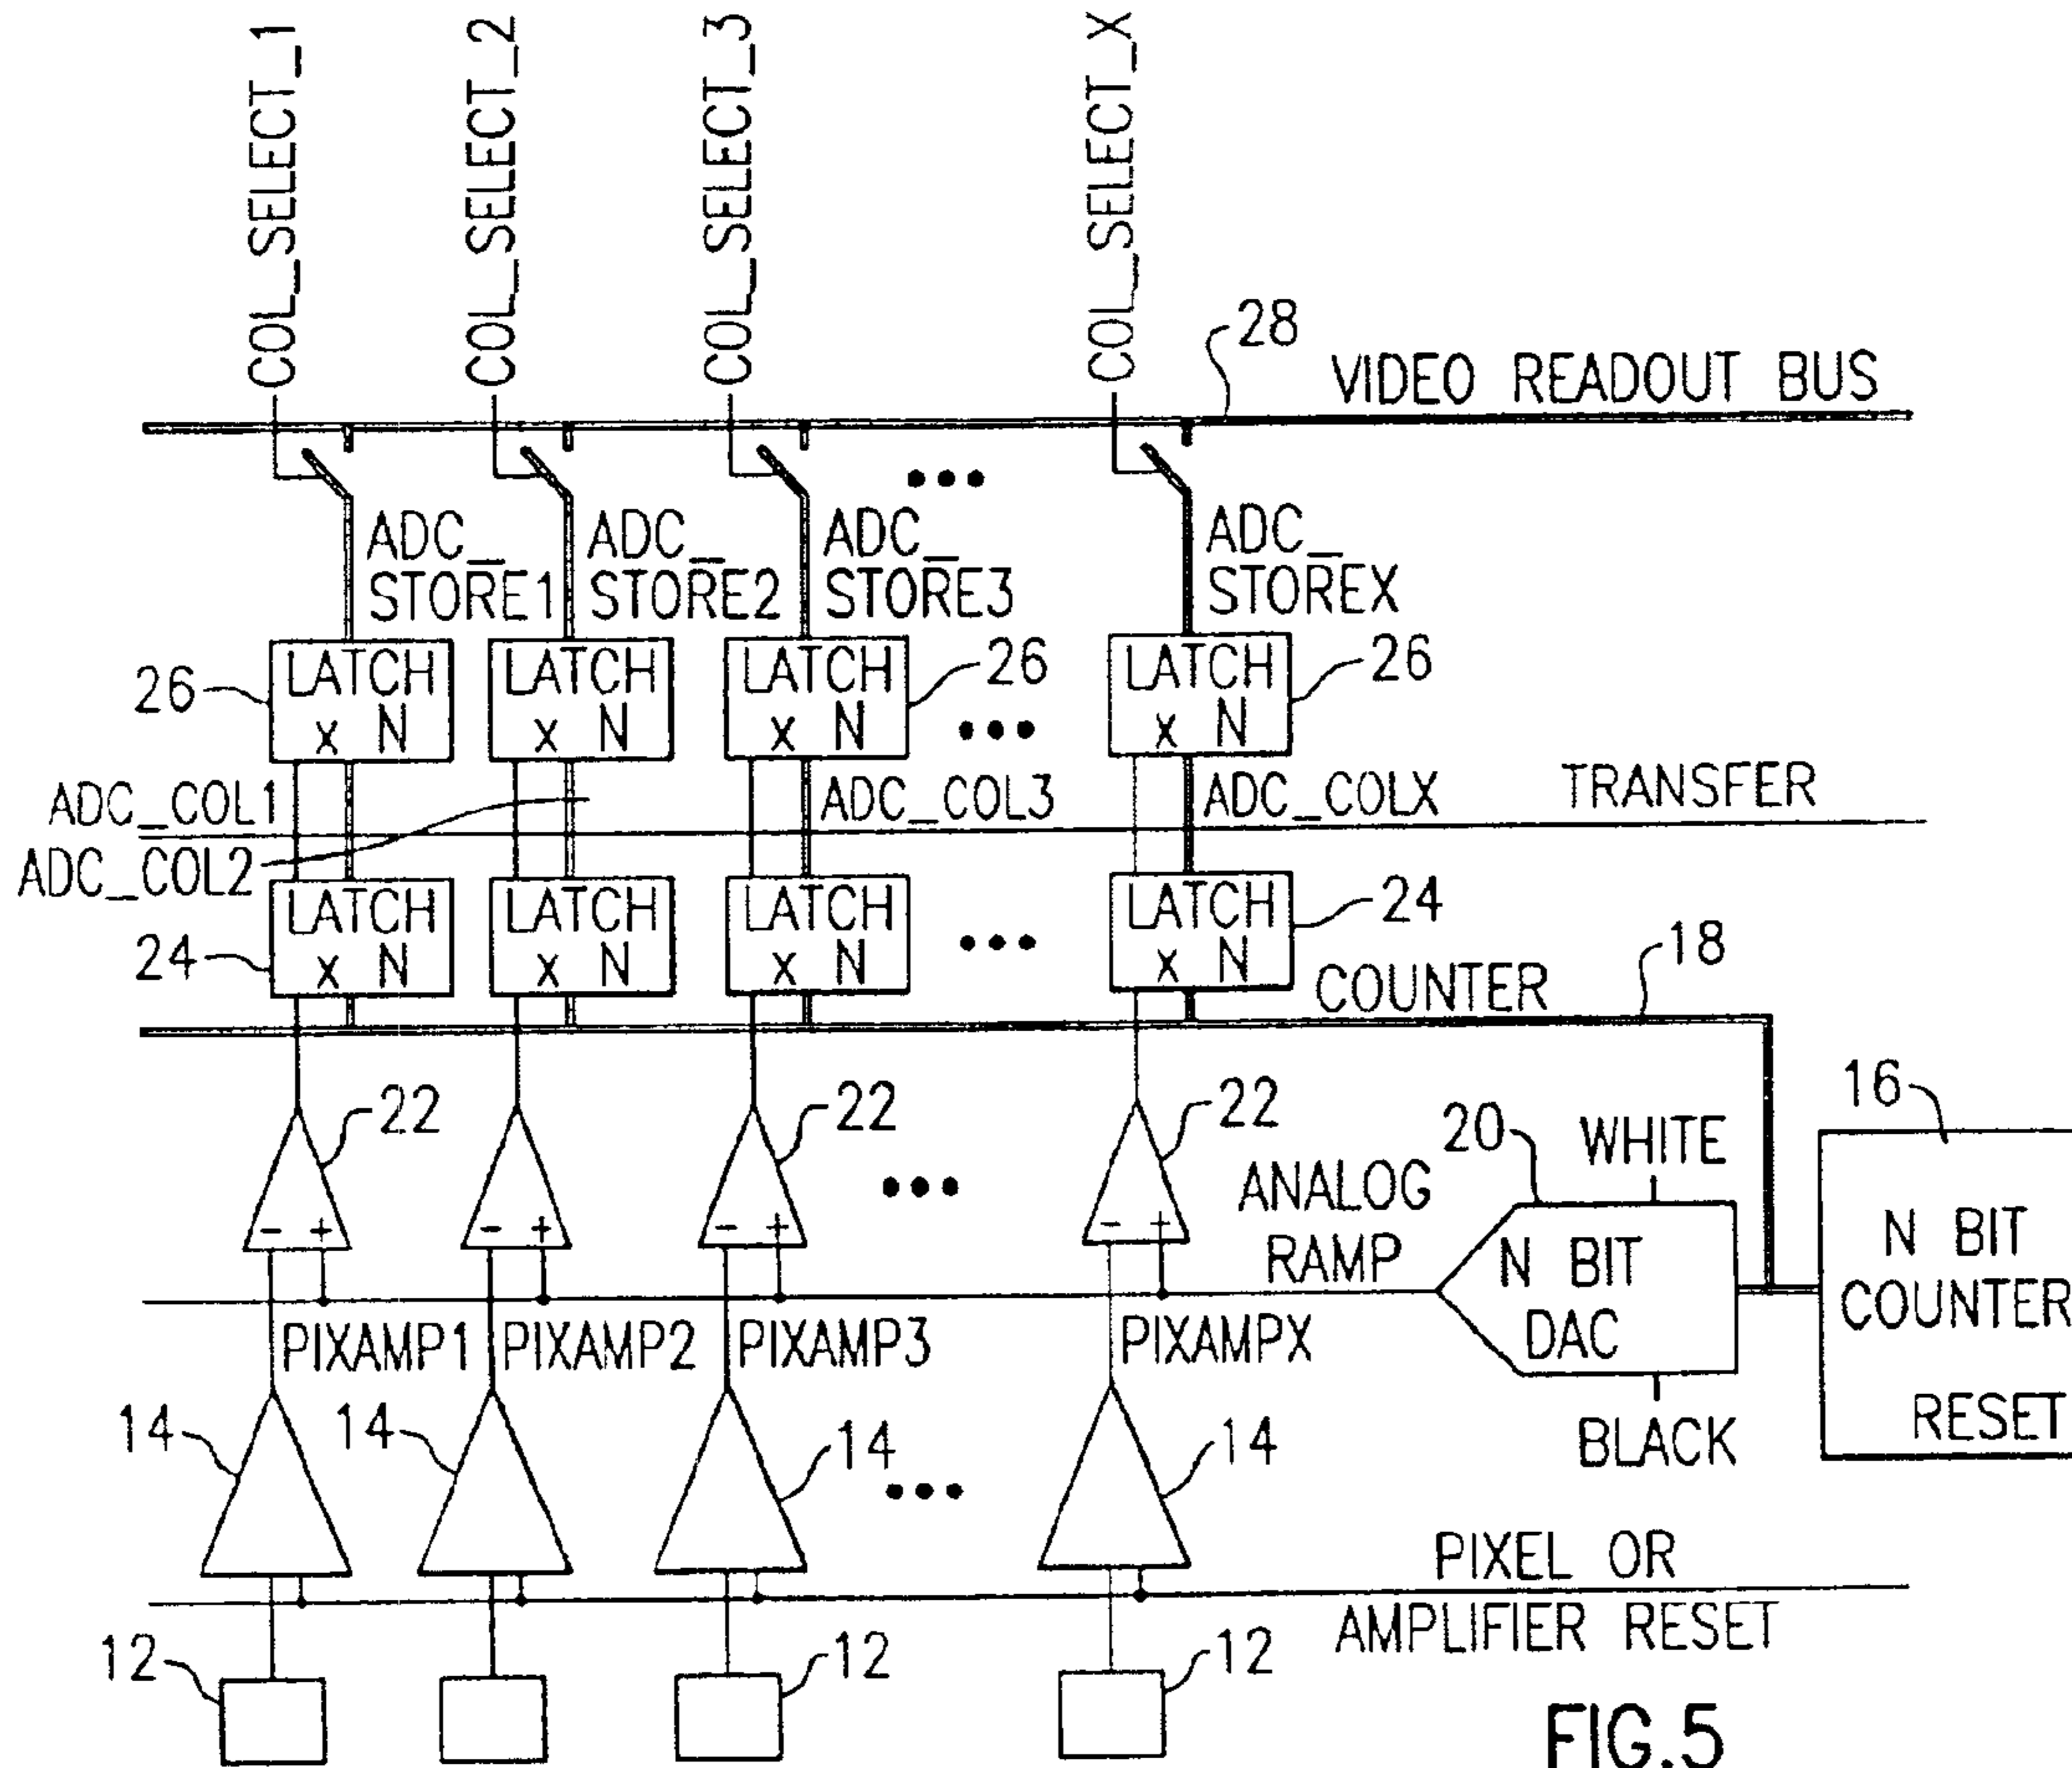 COL_SELECT_1
COL_SELECT_2
COL_SELECT_3
COL_SELECT_X
28
VIDEO READOUT BUS
ADC_
STORE1
ADC_
STORE2
ADC_
STORE3
ADC_
STOREX
26
LATCH
x N
LATCH
x N
LATCH
x N
26
LATCH
x N
26
ADC_COL1
ADC_COL2
ADC_COL3
ADC_COLX
TRANSFER
24
LATCH
x N
LATCH
x N
LATCH
x N
LATCH
x N
24
COUNTER
18
22
22
22
- +
- +
- +
- +
ANALOG
RAMP
20
WHITE
N BIT
DAC
BLACK
16
N BIT
COUNTER
RESET
PIXAMP1
PIXAMP2
PIXAMP3
PIXAMPX
14
14
14
14
PIXEL OR
AMPLIFIER RESET
12
12
12
FIG.5